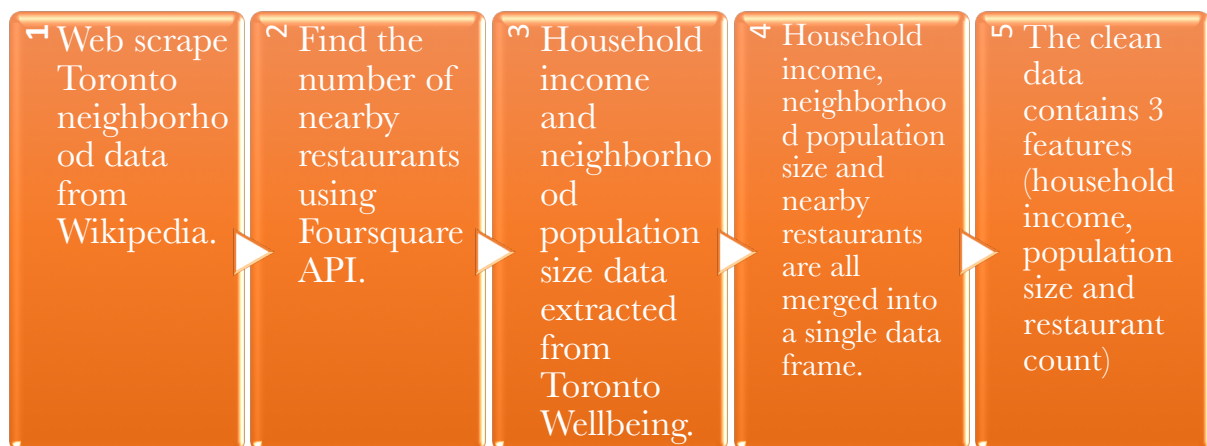 1
Web scrape
Toronto
neighborho
od data
from
Wikipedia.
2
Find the
number of
nearby
restaurants
using
Foursquare
API.
3
Household
income
and
neighborho
od
population
size data
extracted
from
Toronto
Wellbeing.
4
Household
income,
neighborhoo
d population
size and
nearby
restaurants
are all
merged into
a single data
frame.
5
The clean
data
contains 3
features
(household
income,
population
size and
restaurant
count)